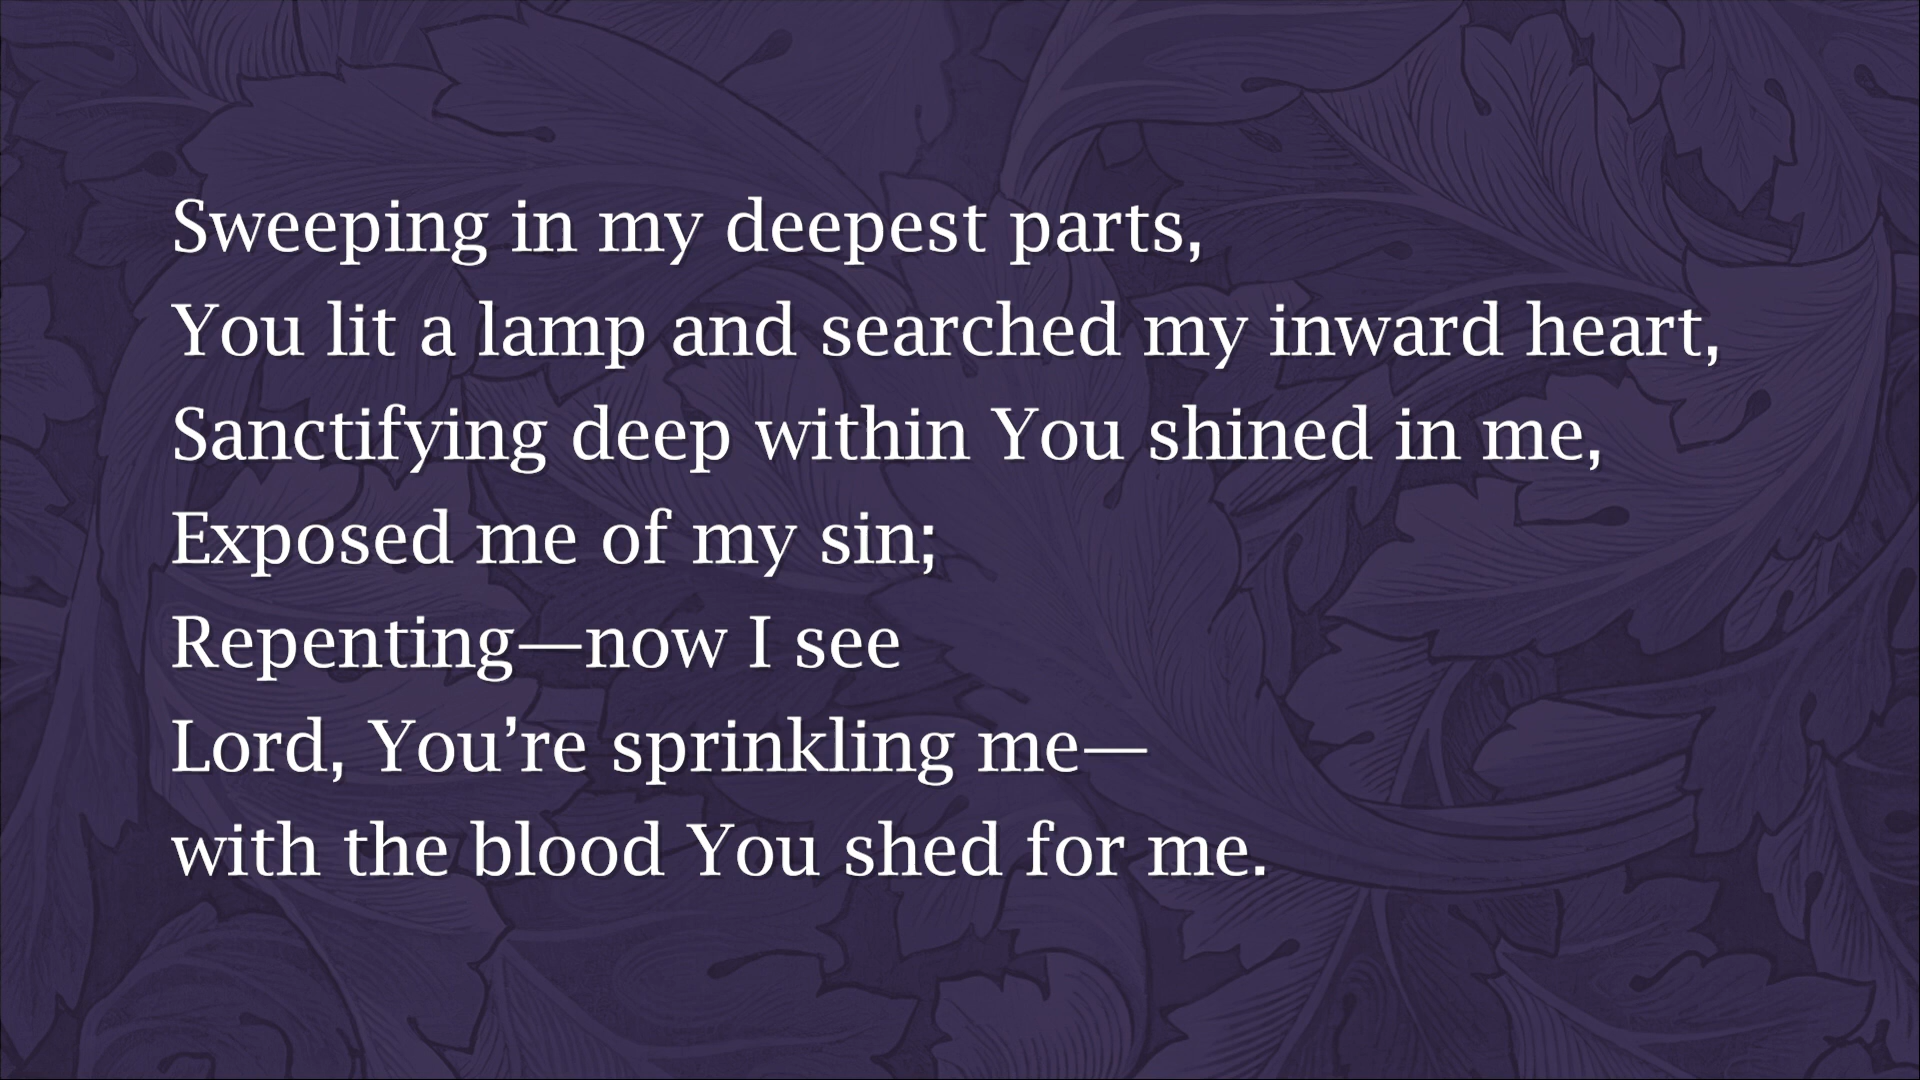 Sweeping in my deepest parts,
You lit a lamp and searched my inward heart,
Sanctifying deep within You shined in me,
Exposed me of my sin;
Repenting—now I see
Lord, You’re sprinkling me—
with the blood You shed for me.